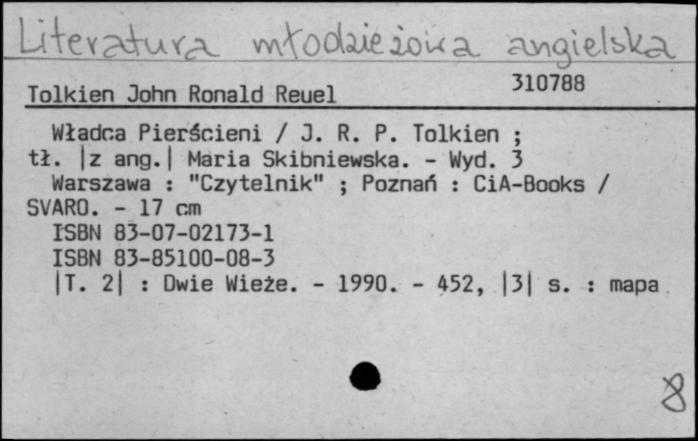 Literatura młodzieżowa angielska
310788
Tolkien John Ronald Reuel
Władca Pierścieni / J. R. P. Tolkien ;
tł. |z ang.| Maria Skibniewska. - Wyd. 3
Warszawa : "Czytelnik" ; Poznań : CiA-Books /
SVARO. - 17 cm
ISBN 83-07-02173-1
ISBN 83-85100-08-3
|T. 2| : Dwie Wieże. - 1990. - 452, |3| s. : mapa
8